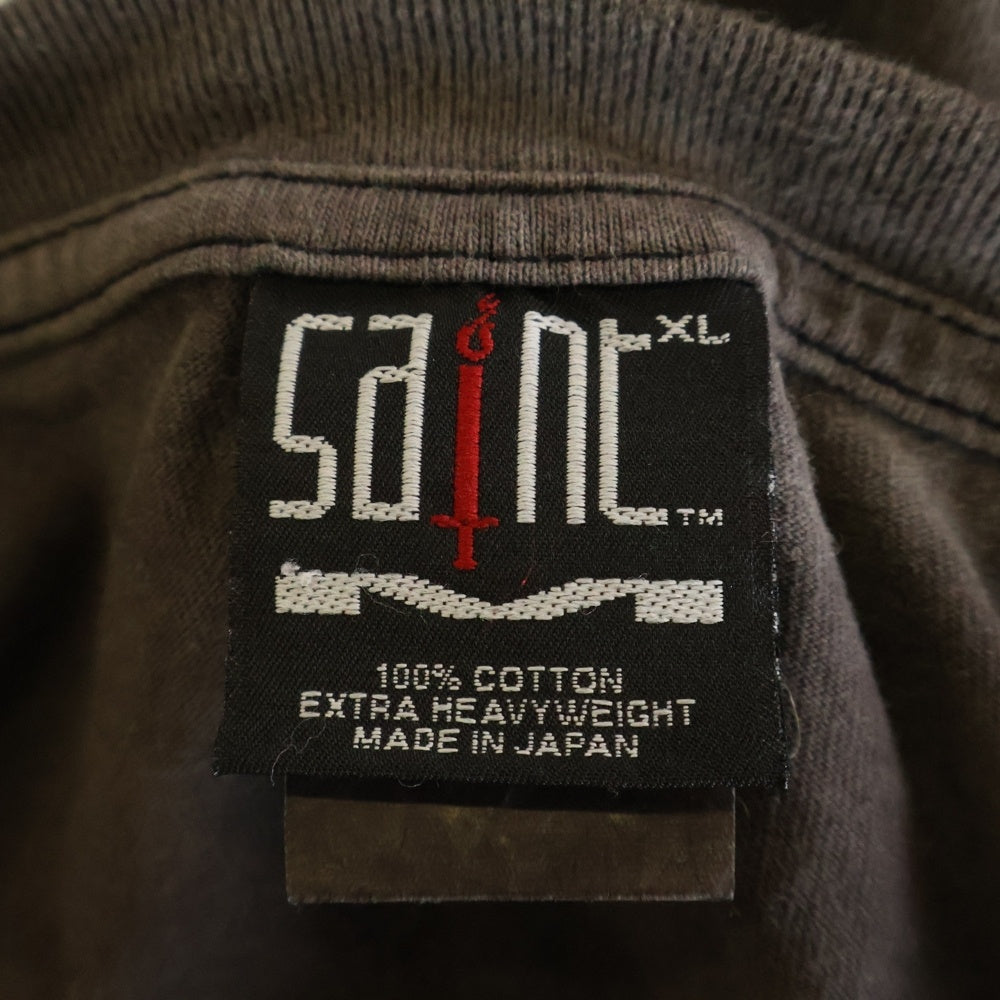 saint XL TM
100% COTTON
EXTRA HEAVYWEIGHT
MADE IN JAPAN